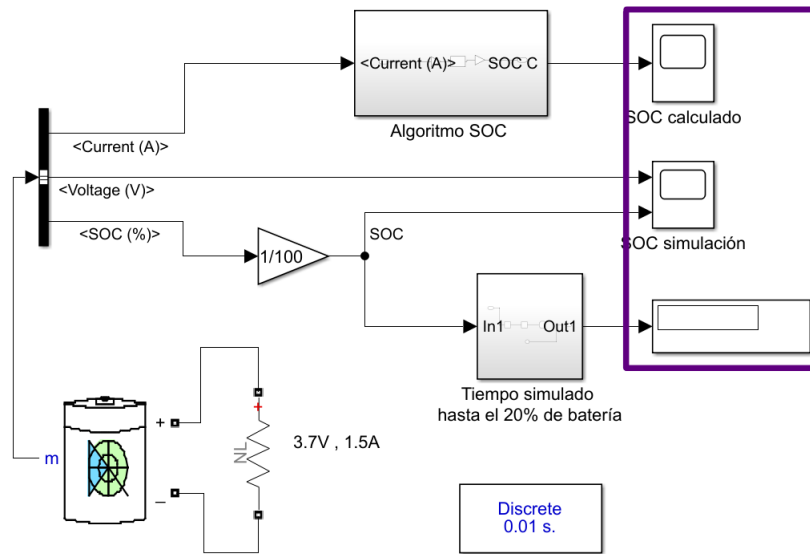 <Current (A)>
SOC C
Algoritmo SOC
SOC calculado
<Current (A)>
<Voltage (V)>
<SOC (%)>
1/100
SOC
SOC simulación
In1
Out1
Tiempo simulado
hasta el 20% de batería
m
+
_
+
NL
3.7V , 1.5A
Discrete
0.01 s.